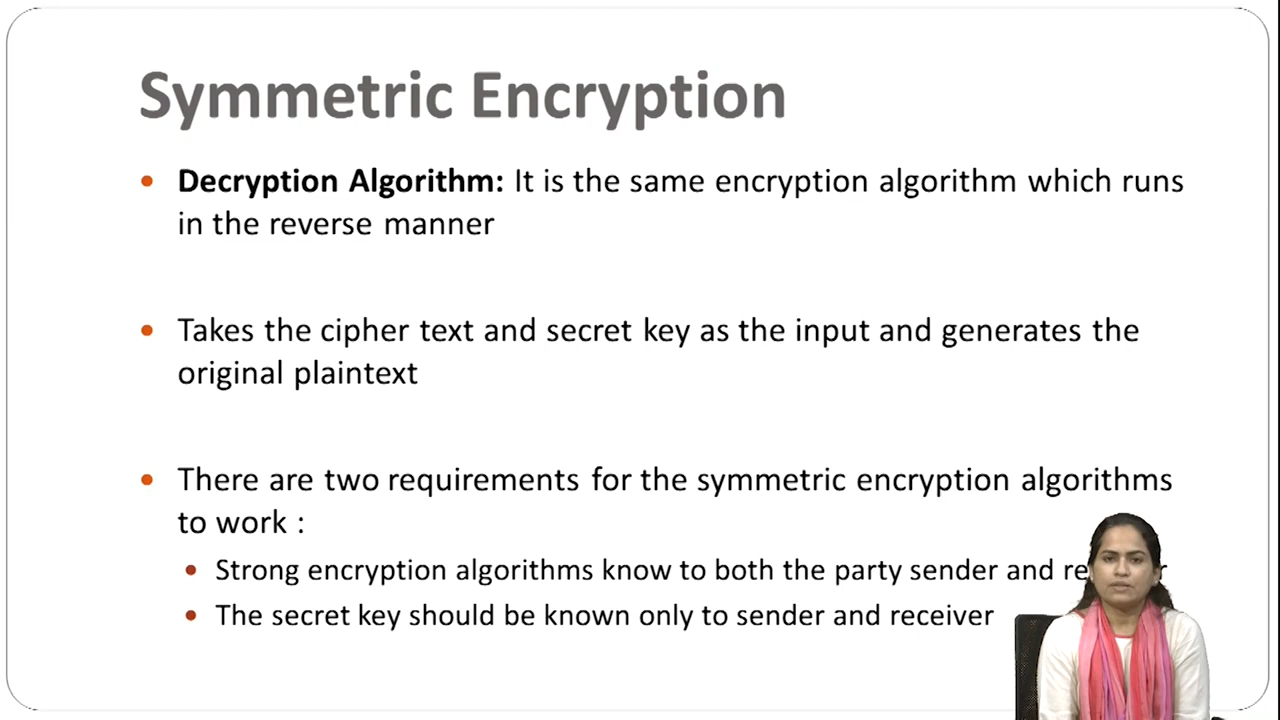 Symmetric Encryption
• Decryption Algorithm: It is the same encryption algorithm which runs
in the reverse manner
• Takes the cipher text and secret key as the input and generates the
original plaintext
• There are two requirements for the symmetric encryption algorithms
to work :
• Strong encryption algorithms know to both the party sender and
• The secret key should be known only to sender and receiver